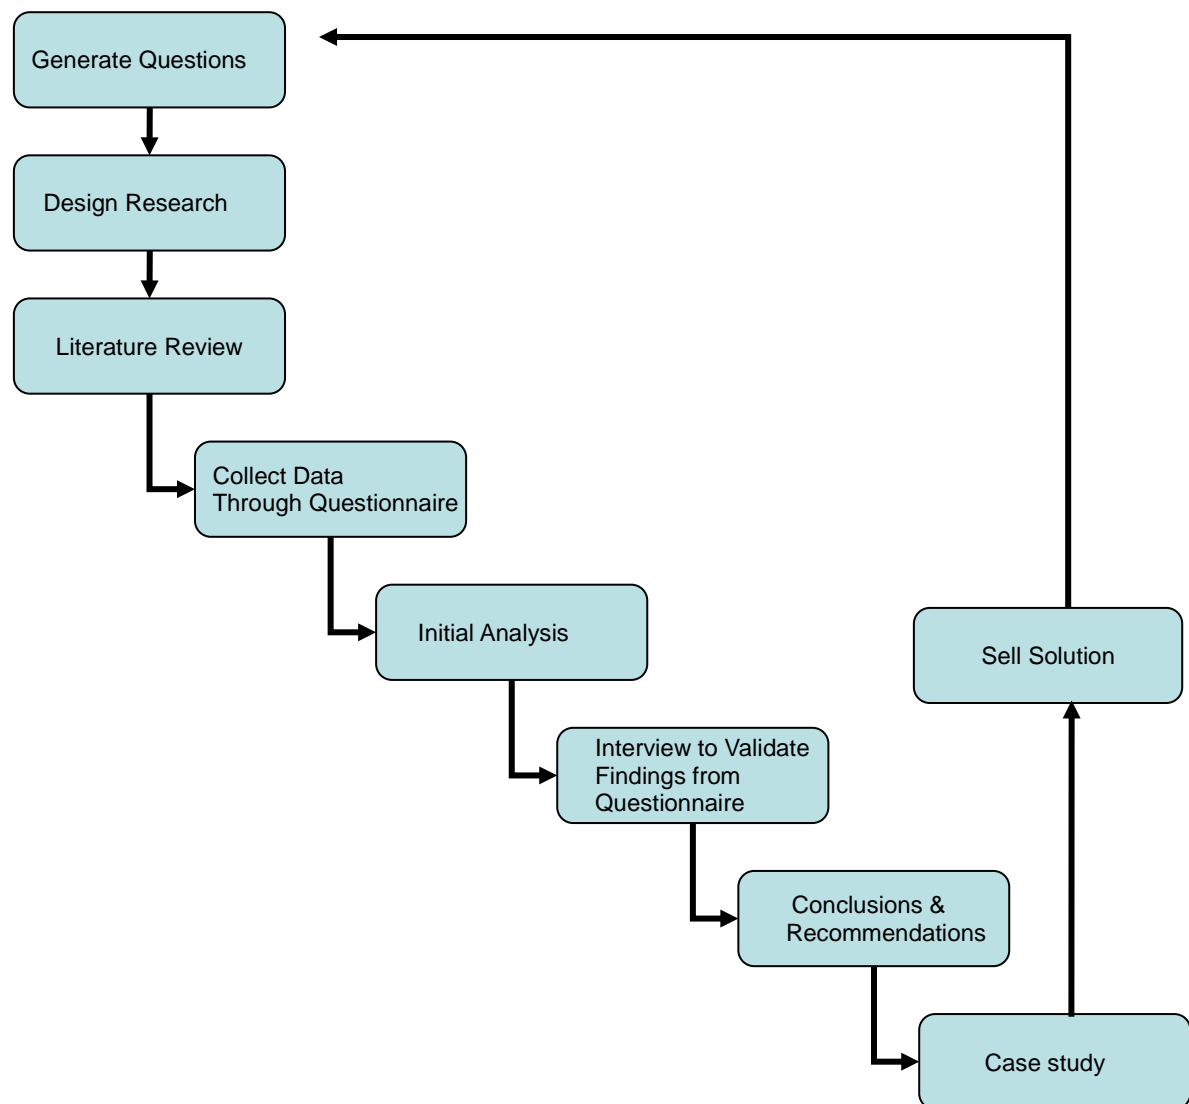 Generate Questions
Design Research
Literature Review
Collect Data
Through Questionnaire
Initial Analysis
Interview to Validate
Findings from
Questionnaire
Conclusions &
Recommendations
Case study
Sell Solution